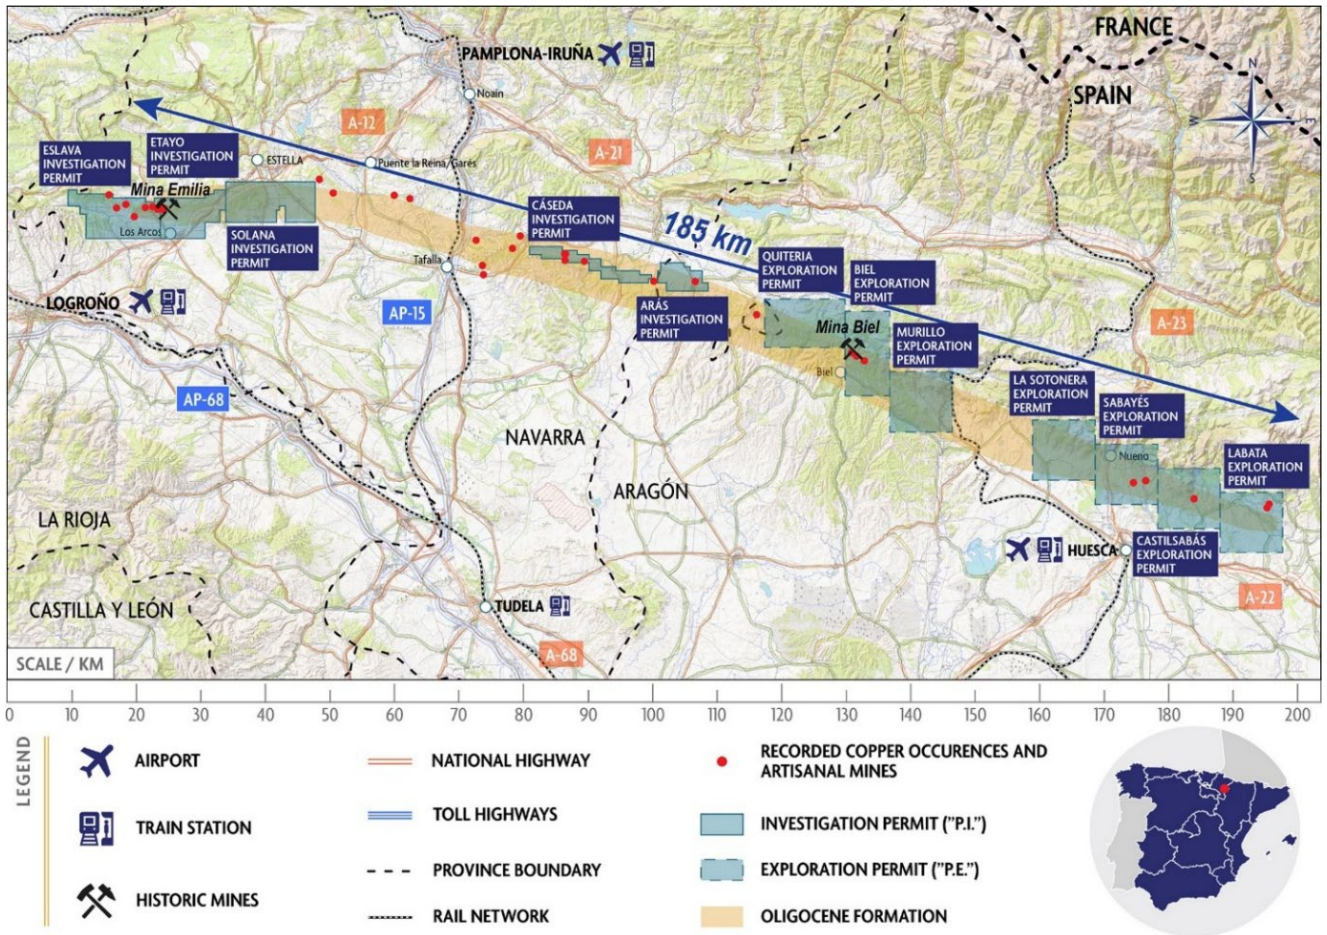 FRANCE
SPAIN
N
W
E
S
PAMPLONA-IRUÑA
Noain
A-12
A-21
ESLAVA
INVESTIGATION
PERMIT
ETAYO
INVESTIGATION
PERMIT
ESTELLA
Puente la Reina/Gares
Mina Emilia
Los Arcos
SOLANA
INVESTIGATION
PERMIT
CÁSEDA
INVESTIGATION
PERMIT
185 km
Tafalla
QUITERIA
EXPLORATION
PERMIT
BIEL
EXPLORATION
PERMIT
LOGROÑO
AP-15
ARÁS
INVESTIGATION
PERMIT
Mina Biel
MURILLO
EXPLORATION
PERMIT
A-23
Biel
AP-68
LA SOTONERA
EXPLORATION
PERMIT
SABAYÉS
EXPLORATION
PERMIT
NAVARRA
Nueno
LABATA
EXPLORATION
PERMIT
ARAGÓN
LA RIOJA
HUESCA
CASTILSABÁS
EXPLORATION
PERMIT
CASTILLA Y LEÓN
TUDELA
A-22
A-68
SCALE / KM
0 10 20 30 40 50 60 70 80 90 100 110 120 130 140 150 160 170 180 190 200
LEGEND
AIRPORT
TRAIN STATION
HISTORIC MINES
NATIONAL HIGHWAY
TOLL HIGHWAYS
PROVINCE BOUNDARY
RAIL NETWORK
RECORDED COPPER OCCURENCES AND
ARTISANAL MINES
INVESTIGATION PERMIT ("P.I.")
EXPLORATION PERMIT ("P.E.")
OLIGOCENE FORMATION